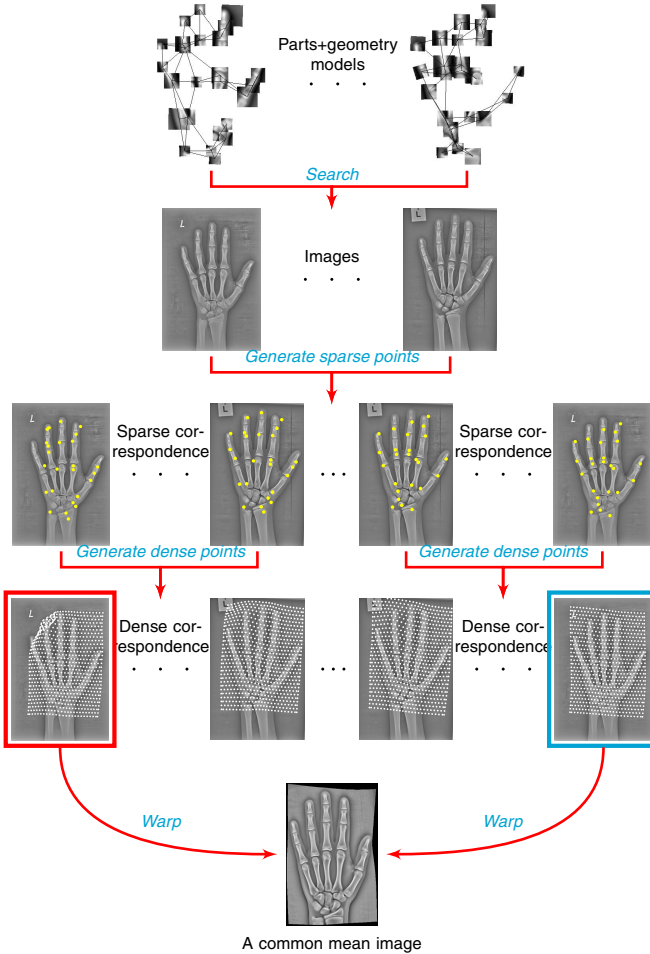 Parts+geometry
models
. . .
Search
L
L
Images
. . .
Generate sparse points
L
L
L
L
Sparse cor-
respondence
. . .
...
Sparse cor-
respondence
. . .
Generate dense points
Generate dense points
L
L
L
L
Dense cor-
respondence
. . .
...
Dense cor-
respondence
. . .
Warp
Warp
A common mean image